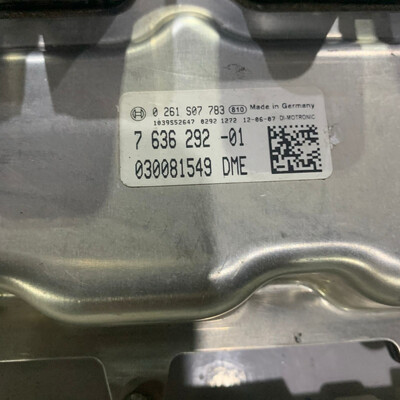 0 261 S07 783 B10 Made in Germany
1039S52647 0292 1272 12-06-07 DI-MOTRONIC
7 636 292 -01
030081549 DME